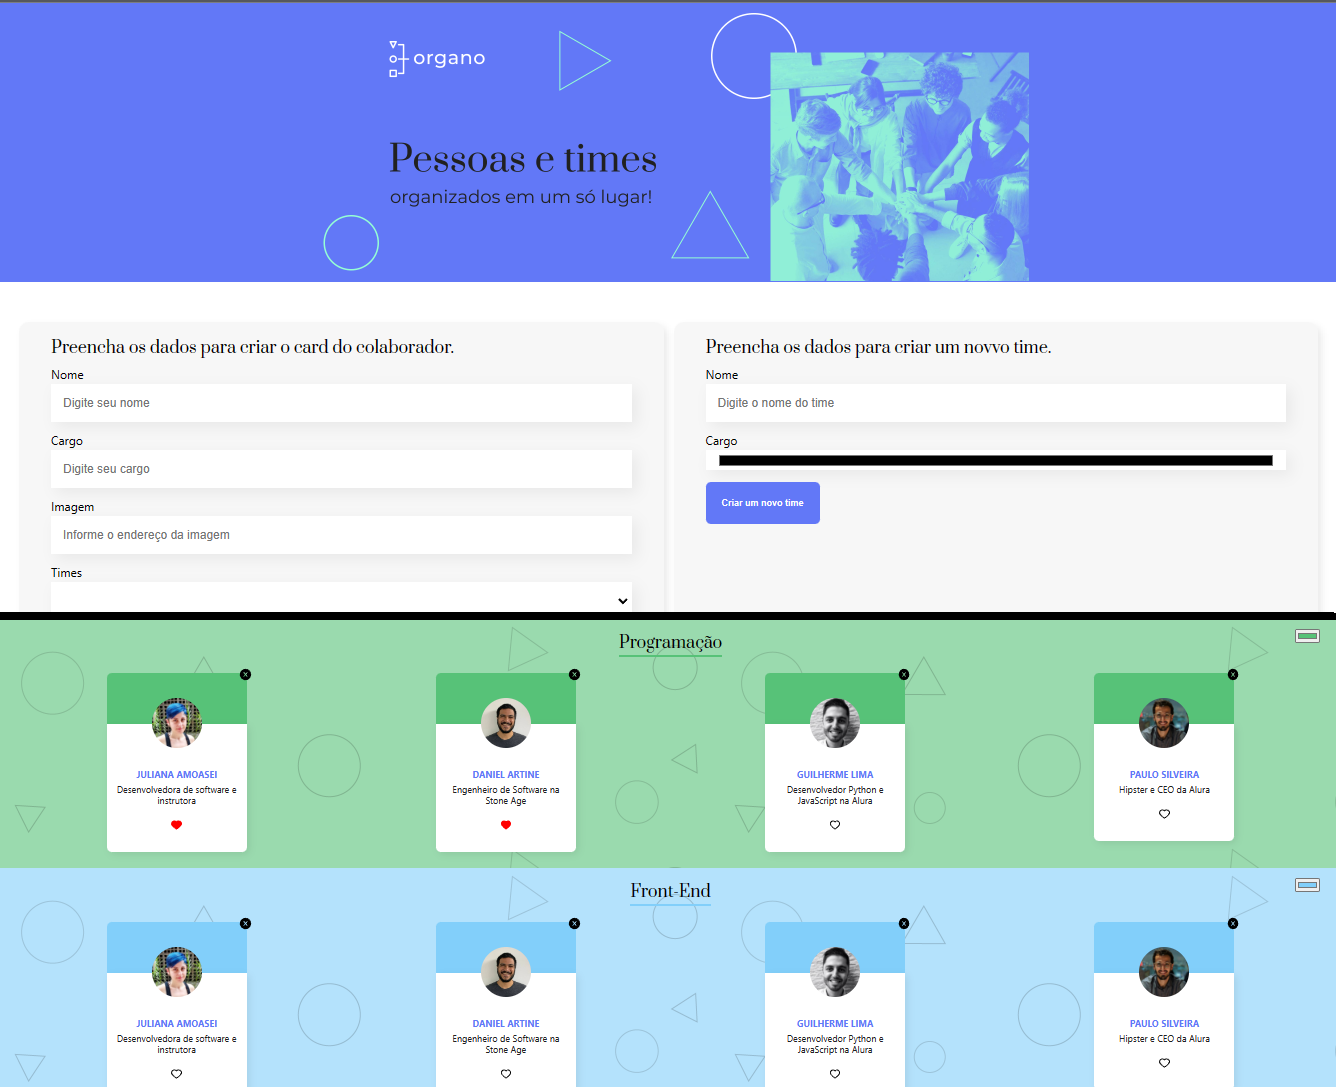 organo
Pessoas e times
organizados em um só lugar!
Preencha os dados para criar o card do colaborador.
Nome
Digite seu nome
Cargo
Digite seu cargo
Imagem
Informe o endereço da imagem
Times
Preencha os dados para criar um novvo time.
Nome
Digite o nome do time
Cargo
Criar um novo time
Programação
JULIANA AMOASEI
Desenvolvedora de software e
instrutora
DANIEL ARTINE
Engenheiro de Software na
Stone Age
GUILHERME LIMA
Desenvolvedor Python e
JavaScript na Alura
PAULO SILVEIRA
Hipster e CEO da Alura
Front-End
JULIANA AMOASEI
Desenvolvedora de software e
instrutora
DANIEL ARTINE
Engenheiro de Software na
Stone Age
GUILHERME LIMA
Desenvolvedor Python e
JavaScript na Alura
PAULO SILVEIRA
Hipster e CEO da Alura